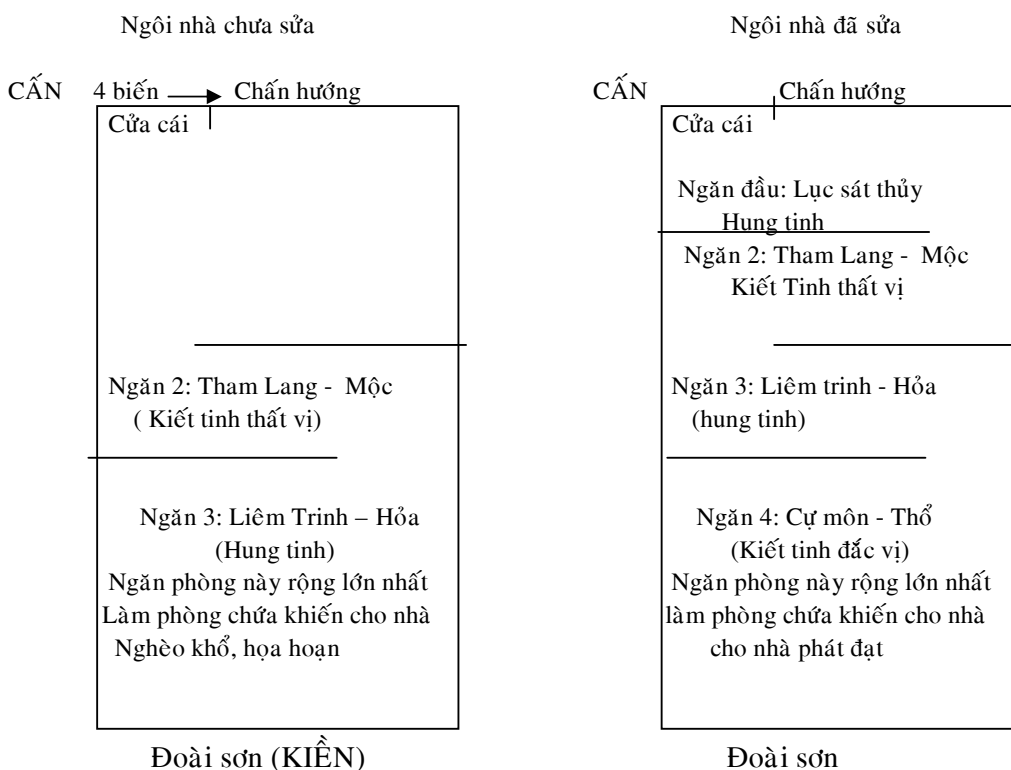 Ngôi nhà chưa sửa
CẤN 4 biến Chấn hướng
Cửa cái
Ngăn 2: Tham Lang - Mộc
( Kiết tinh thất vị)
Ngăn 3: Liêm Trinh – Hỏa
(Hung tinh)
Ngăn phòng này rộng lớn nhất
Làm phòng chứa khiến cho nhà
Nghèo khổ, họa hoạn
Đoài sơn (KIỀN)
Ngôi nhà đã sửa
CẤN Chấn hướng
Cửa cái
Ngăn đầu: Lục sát thủy
Hung tinh
Ngăn 2: Tham Lang - Mộc
Kiết Tinh thất vị
Ngăn 3: Liêm trinh - Hỏa
(hung tinh)
Ngăn 4: Cự môn - Thổ
(Kiết tinh đắc vị)
Ngăn phòng này rộng lớn nhất
làm phòng chứa khiến cho nhà
cho nhà phát đạt
Đoài sơn